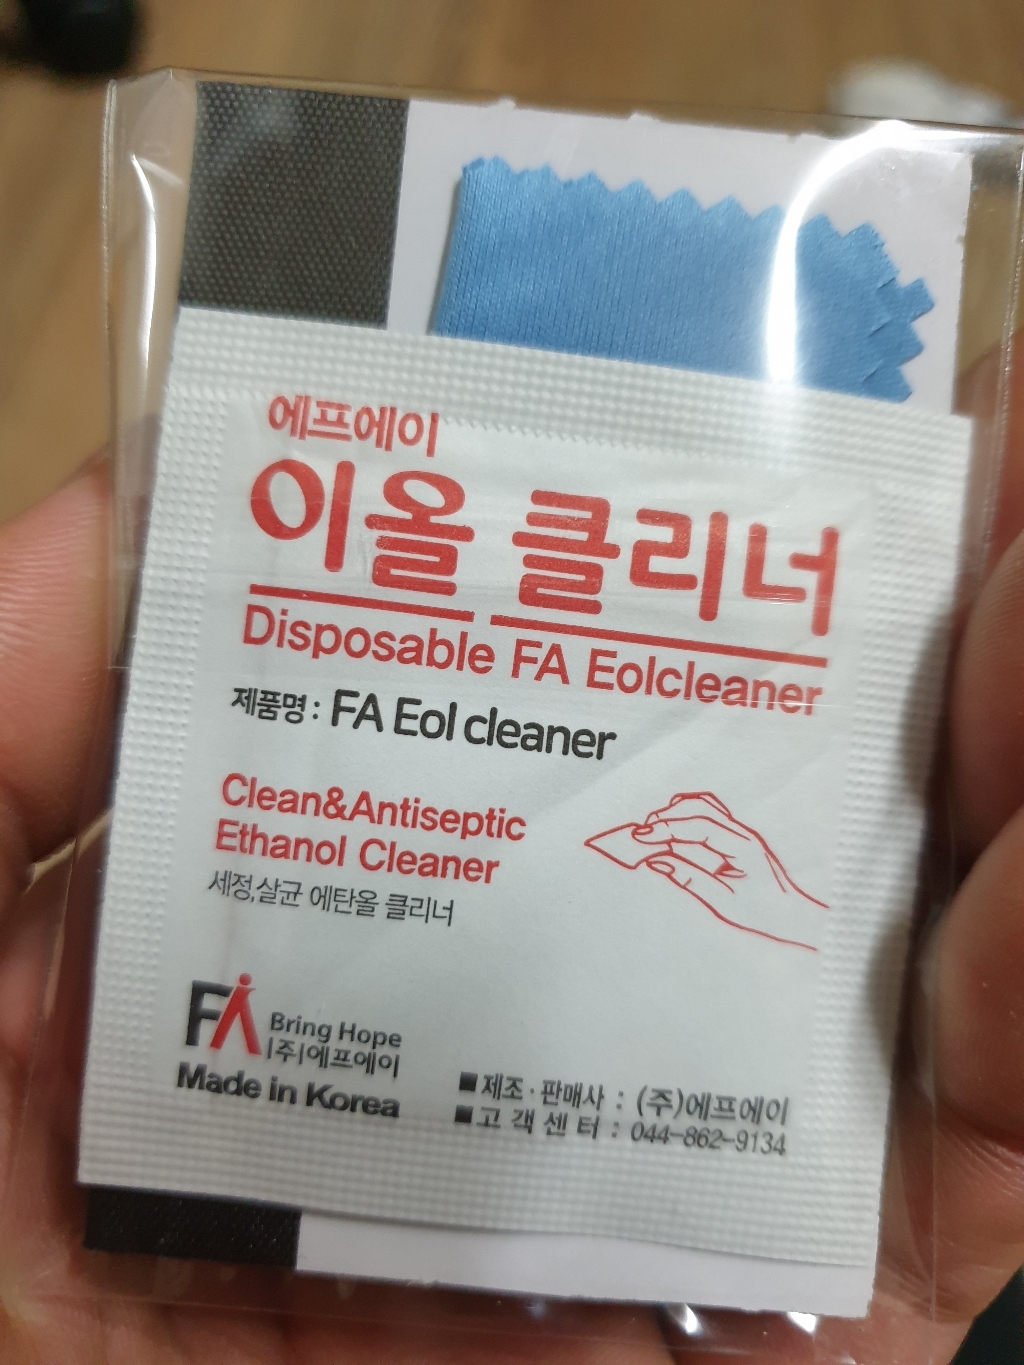 에프에이
이올 클리너
Disposable FA Eolcleaner
제품명 : FA Eol cleaner
Clean&Antiseptic
Ethanol Cleaner
세정,살균 에탄올 클리너
FA Bring Hope
|주|에프에이
Made in Korea
■제조·판매사 : (주)에프에이
■고객센터 : 044-862-9134